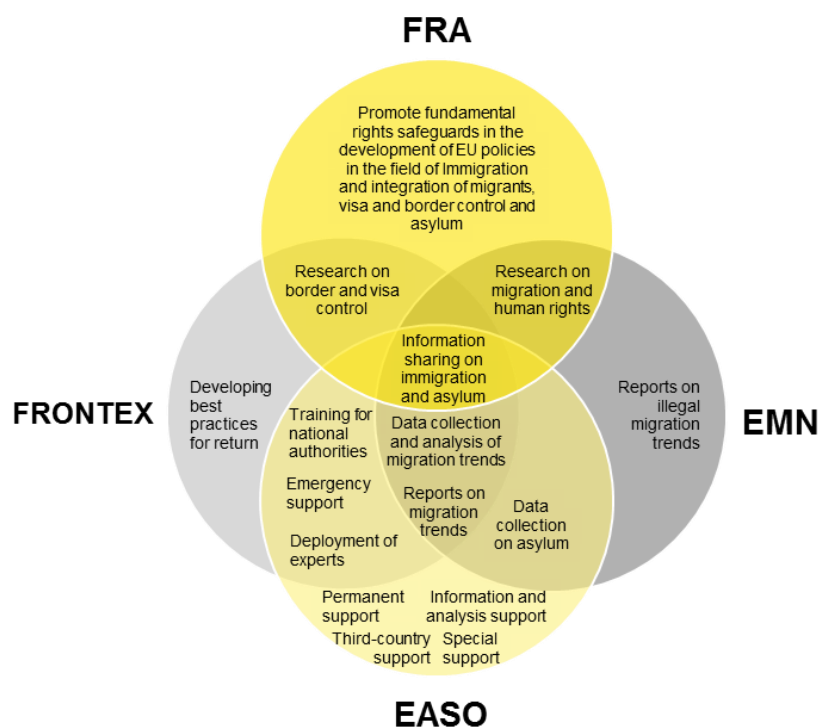 FRA
Promote fundamental
rights safeguards in the
development of EU policies
in the field of Immigration
and integration of migrants,
visa and border control and
asylum
Research on
border and visa
control
Research on
migration and
human rights
Information
sharing on
immigration
and asylum
FRONTEX
Developing
best
practices
for return
Training for
national
authorities
Data collection
and analysis of
migration trends
Reports on
illegal
migration
trends
EMN
Emergency
support
Reports on
migration
trends
Data
collection
on asylum
Deployment of
experts
Permanent
support
Information and
analysis support
Third-country
support
Special
support
EASO